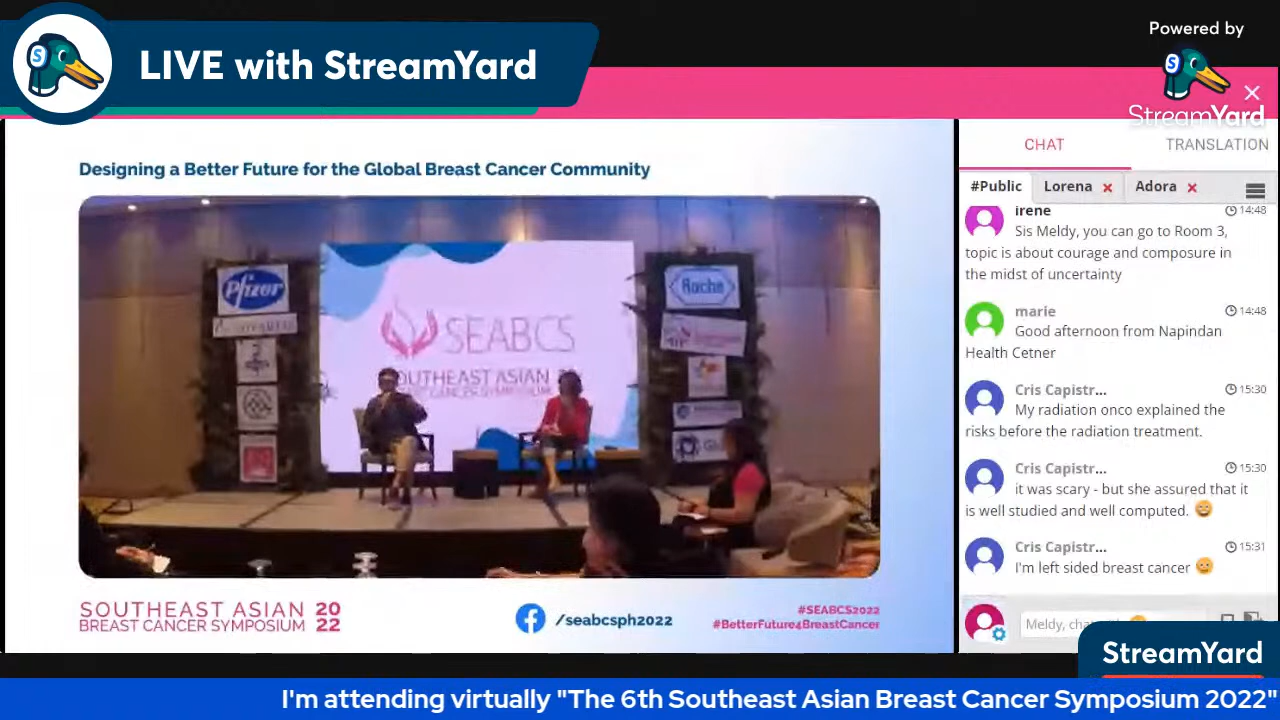 LIVE with StreamYard
Powered by
StreamYard
Designing a Better Future for the Global Breast Cancer Community
Pfizer
SEABCS
Roche
SOUTHEAST ASIAN
SOUTHEAST ASIAN 20
BREAST CANCER SYMPOSIUM 22
/seabcsph2022
#SEABCS2022
#BetterFuture4BreastCancer
CHAT
TRANSLATION
#Public
Lorena
Adora
irene
14:48
Sis Meldy, you can go to Room 3,
topic is about courage and composure in
the midst of uncertainty
marie
14:48
Good afternoon from Napindan
Health Cetner
Cris Capistr...
15:30
My radiation onco explained the
risks before the radiation treatment.
Cris Capistr...
15:30
it was scary - but she assured that it
is well studied and well computed.
Cris Capistr...
15:31
I'm left sided breast cancer
Meldy,
StreamYard
I'm attending virtually "The 6th Southeast Asian Breast Cancer Symposium 2022"